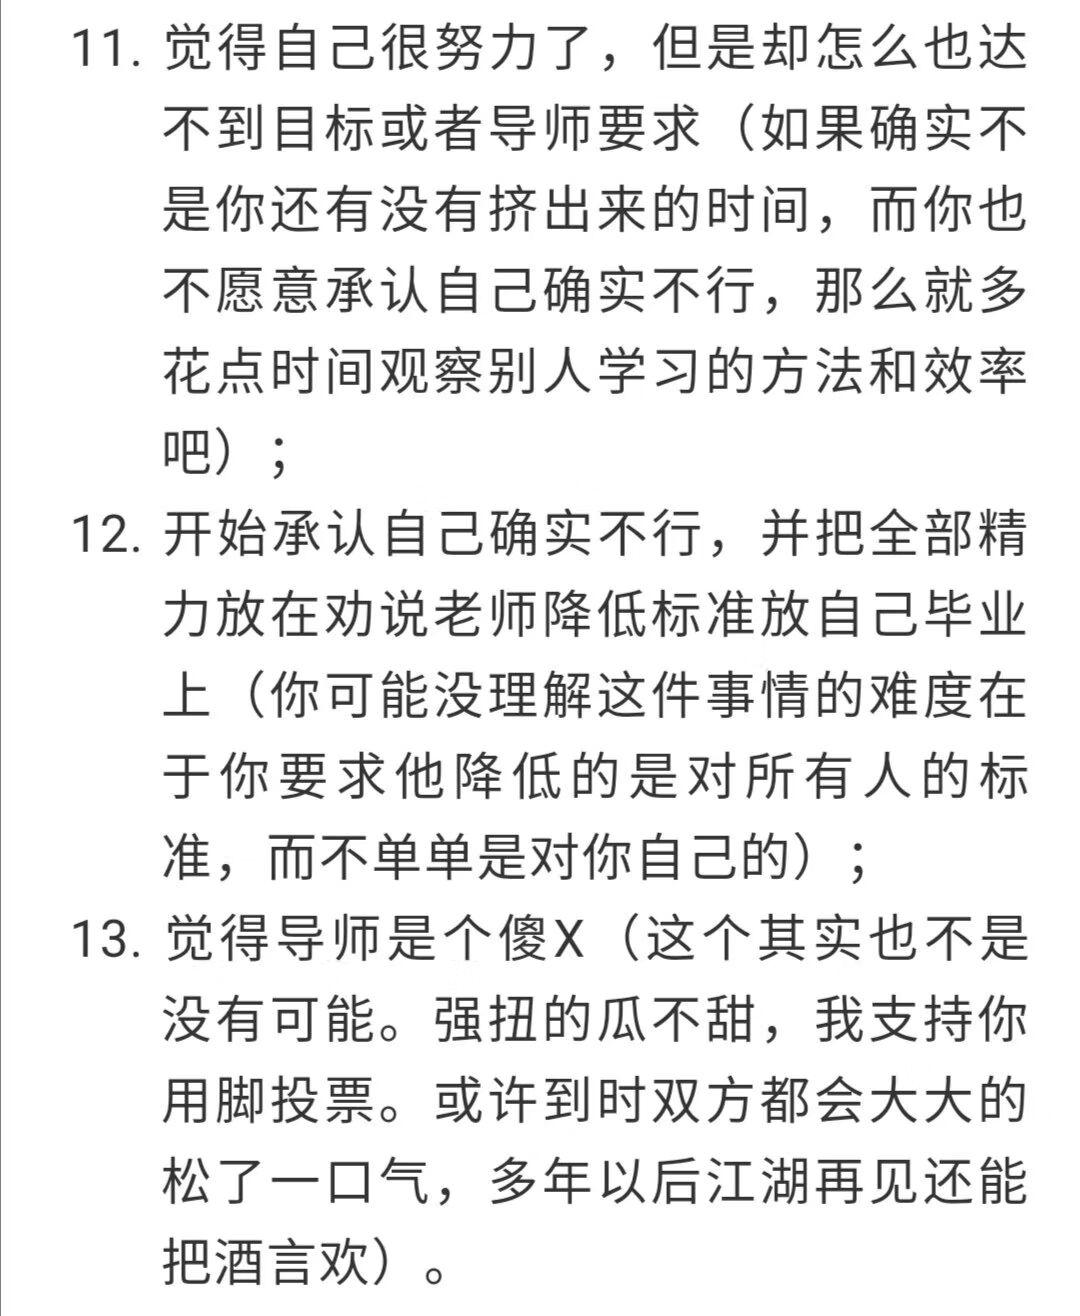 11. 觉得自己很努力了，但是却怎么也达
不到目标或者导师要求（如果确实不
是你还有没有挤出来的时间，而你也
不愿意承认自己确实不行，那么就多
花点时间观察别人学习的方法和效率
吧）；
12. 开始承认自己确实不行，并把全部精
力放在劝说老师降低标准放自己毕业
上（你可能没理解这件事情的难度在
于你要求他降低的是对所有人的标
准，而不单单是对你自己的）；
13. 觉得导师是个傻X（这个其实也不是
没有可能。强扭的瓜不甜，我支持你
用脚投票。或许到时双方都会大大的
松了一口气，多年以后江湖再见还能
把酒言欢）。